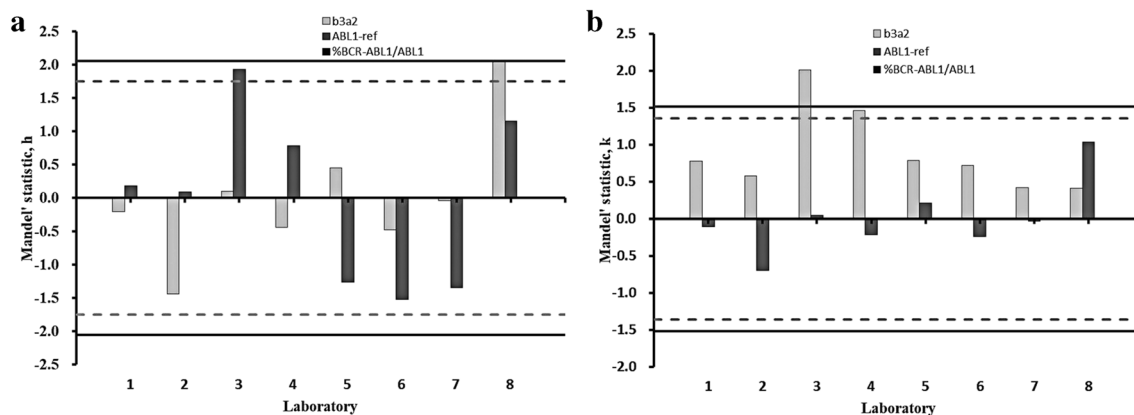 a
b3a2
ABL1-ref
%BCR-ABL1/ABL1
2.5
2.0
1.5
1.0
0.5
0.0
-0.5
-1.0
-1.5
-2.0
-2.5
Mandel' statistic, h
1 2 3 4 5 6 7 8
Laboratory
b
b3a2
ABL1-ref
%BCR-ABL1/ABL1
2.5
2.0
1.5
1.0
0.5
0.0
-0.5
-1.0
-1.5
-2.0
Mandel' statistic, k
1 2 3 4 5 6 7 8
Laboratory